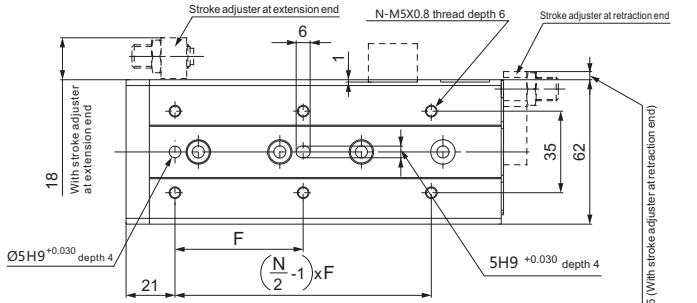 Stroke adjuster at extension end
N-M5X0.8 thread depth 6
Stroke adjuster at retraction end
6
1
18
With stroke adjuster
at extension end
35
62
5 (With stroke adjuster at retraction end)
F
Ø5H9 +0.030 depth 4
5H9 +0.030 depth 4
21
(N/2 -1)xF